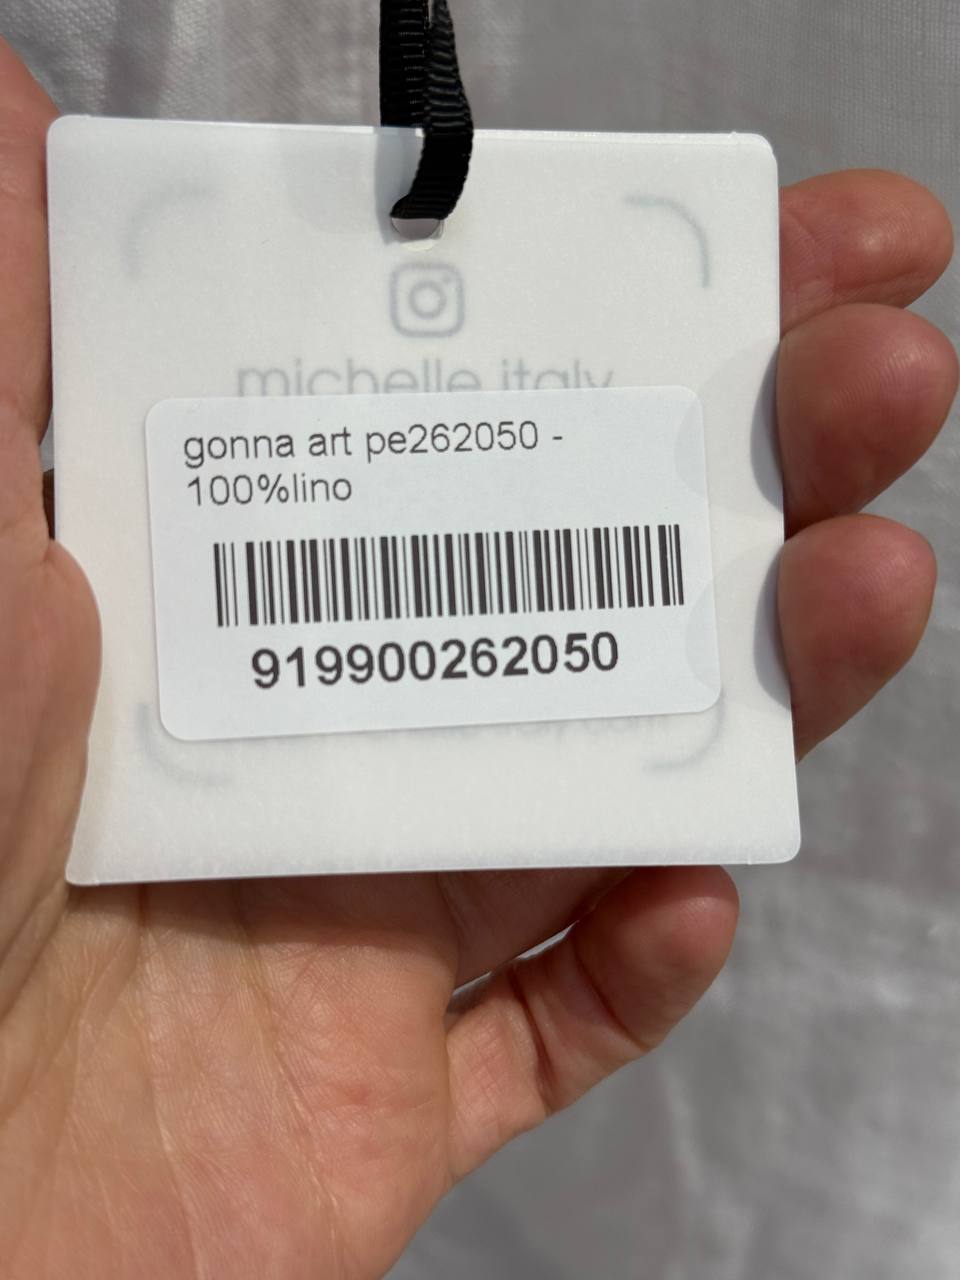 michelle italy
gonna art pe262050 -
100%lino
919900262050